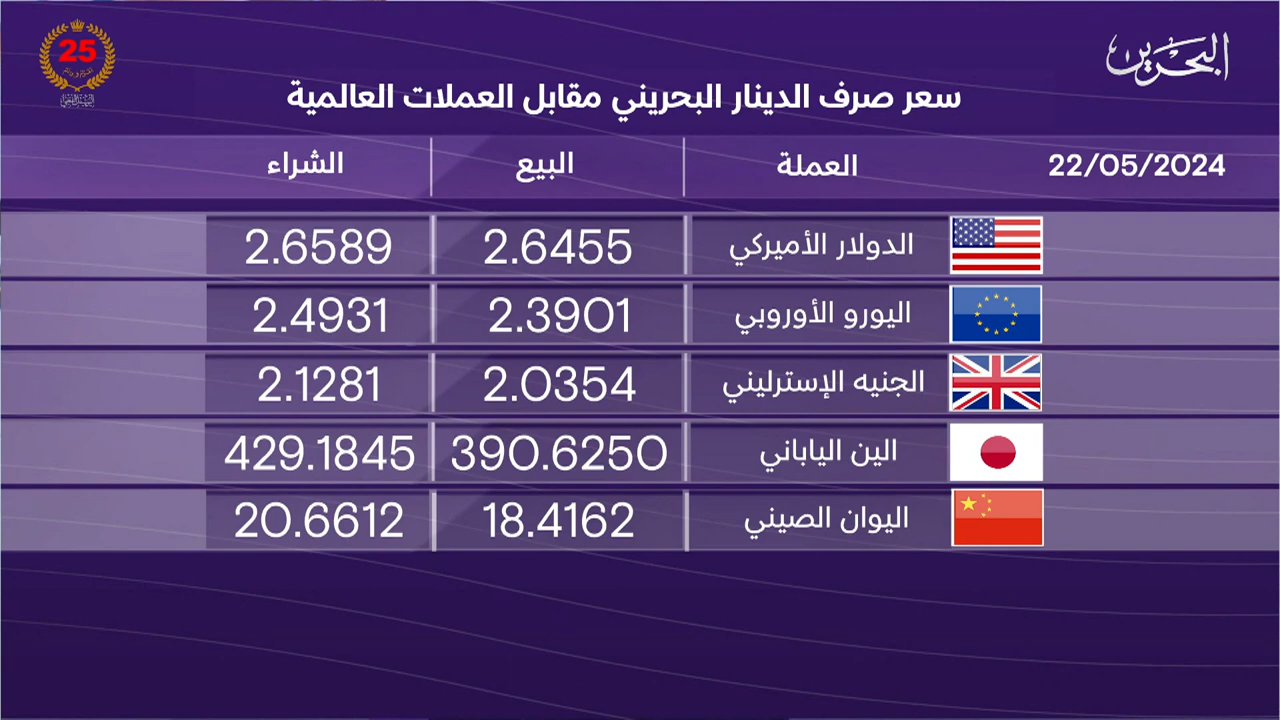 البحرين
25
سعر صرف الدينار البحريني مقابل العملات العالمية
22/05/2024 العملة البيع الشراء
الدولار الأميركي 2.6455 2.6589
اليورو الأوروبي 2.3901 2.4931
الجنيه الإسترليني 2.0354 2.1281
الين الياباني 390.6250 429.1845
اليوان الصيني 18.4162 20.6612